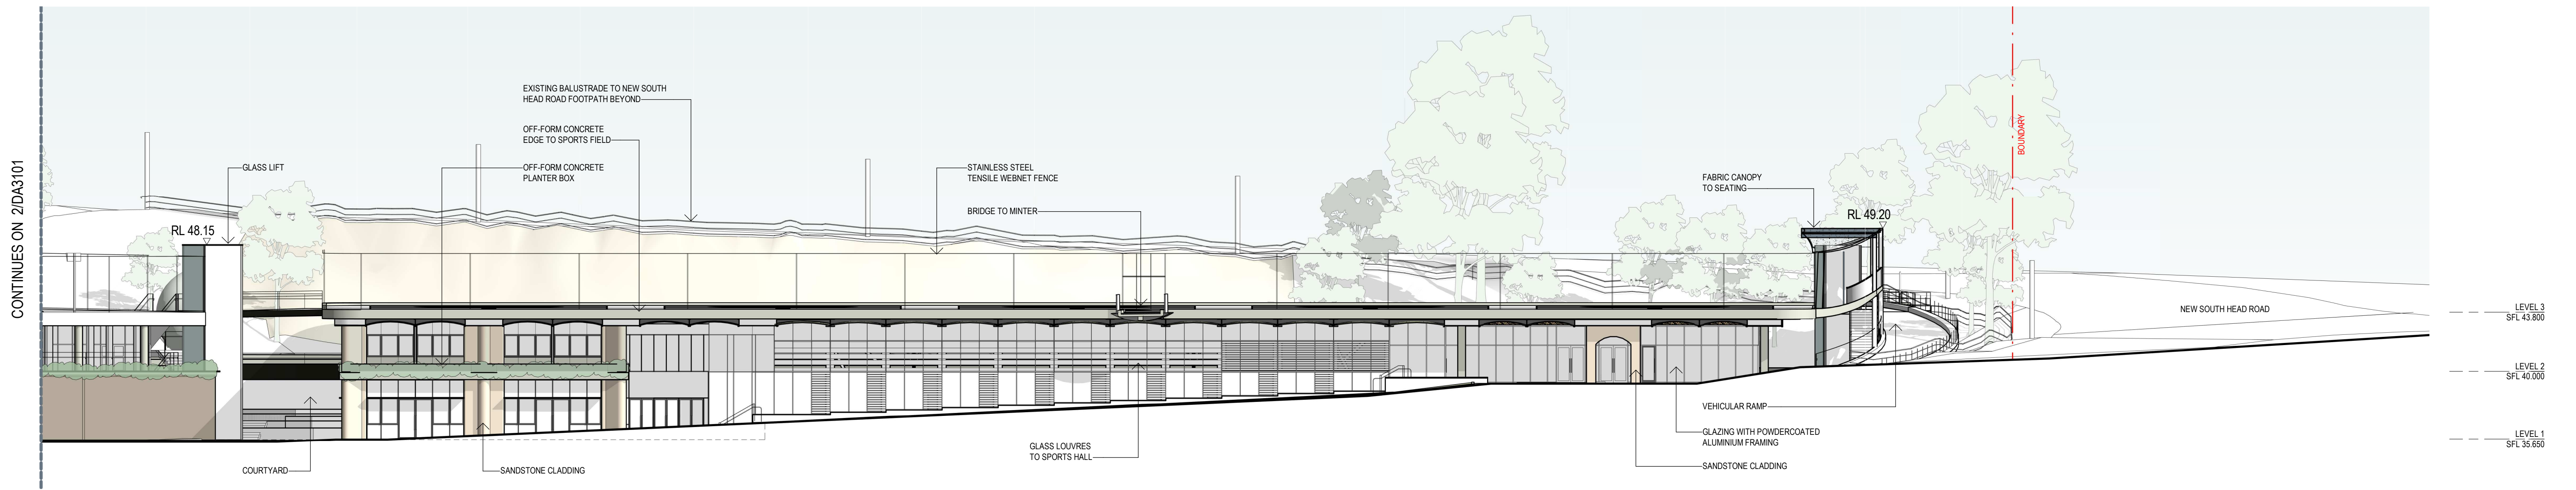 CONTINUES ON 2/DA3101
EXISTING BALUSTRADE TO NEW SOUTH
HEAD ROAD FOOTPATH BEYOND
OFF-FORM CONCRETE
EDGE TO SPORTS FIELD
GLASS LIFT
OFF-FORM CONCRETE
PLANTER BOX
STAINLESS STEEL
TENSILE WEBNET FENCE
BRIDGE TO MINTER
FABRIC CANOPY
TO SEATING
BOUNDARY
RL 48.15
RL 49.20
NEW SOUTH HEAD ROAD
LEVEL 3
SFL 43.800
LEVEL 2
SFL 40.000
LEVEL 1
SFL 35.650
VEHICULAR RAMP
GLAZING WITH POWDERCOATED
ALUMINIUM FRAMING
SANDSTONE CLADDING
GLASS LOUVRES
TO SPORTS HALL
COURTYARD
SANDSTONE CLADDING